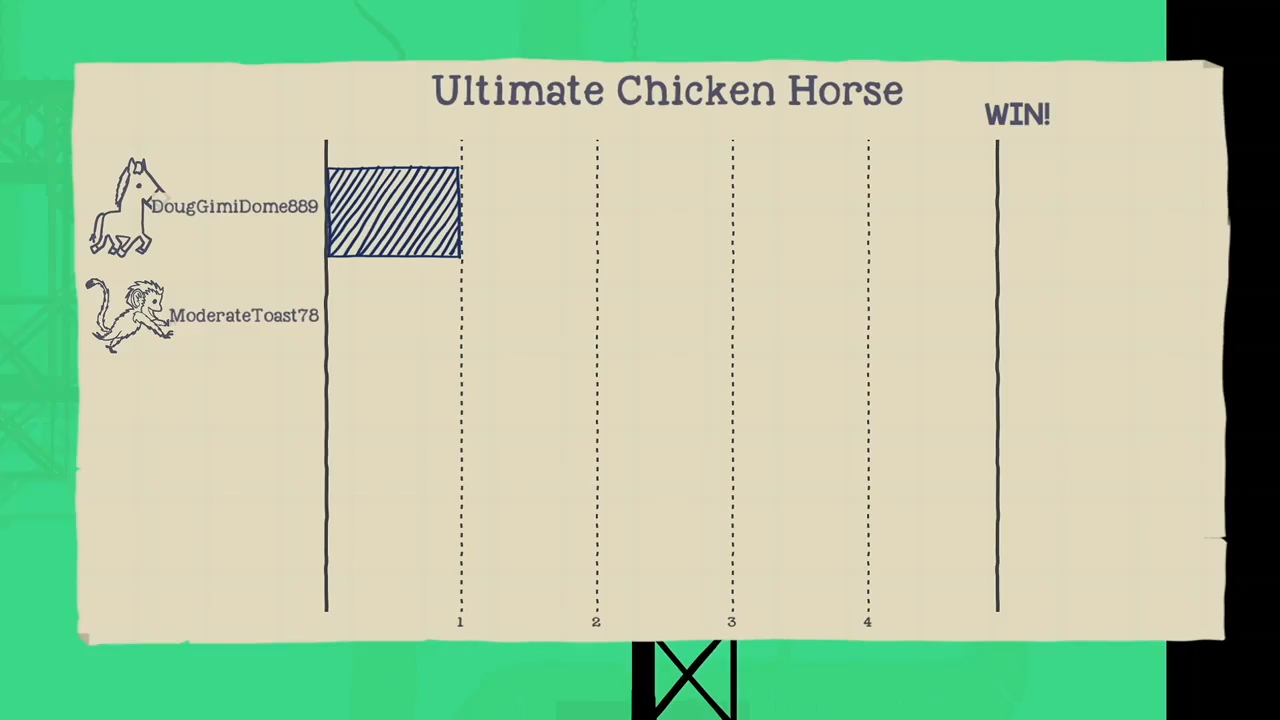 Ultimate Chicken Horse
WIN!
DougGimiDome889
ModerateToast78
1 2 3 4